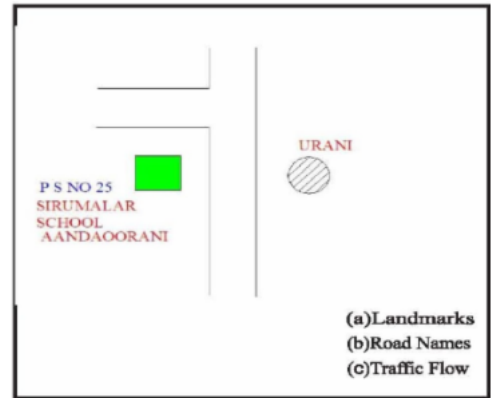 URANI
P S NO 25
SIRUMALAR
SCHOOL
AANDAOORANI
(a)Landmarks
(b)Road Names
(c)Traffic Flow